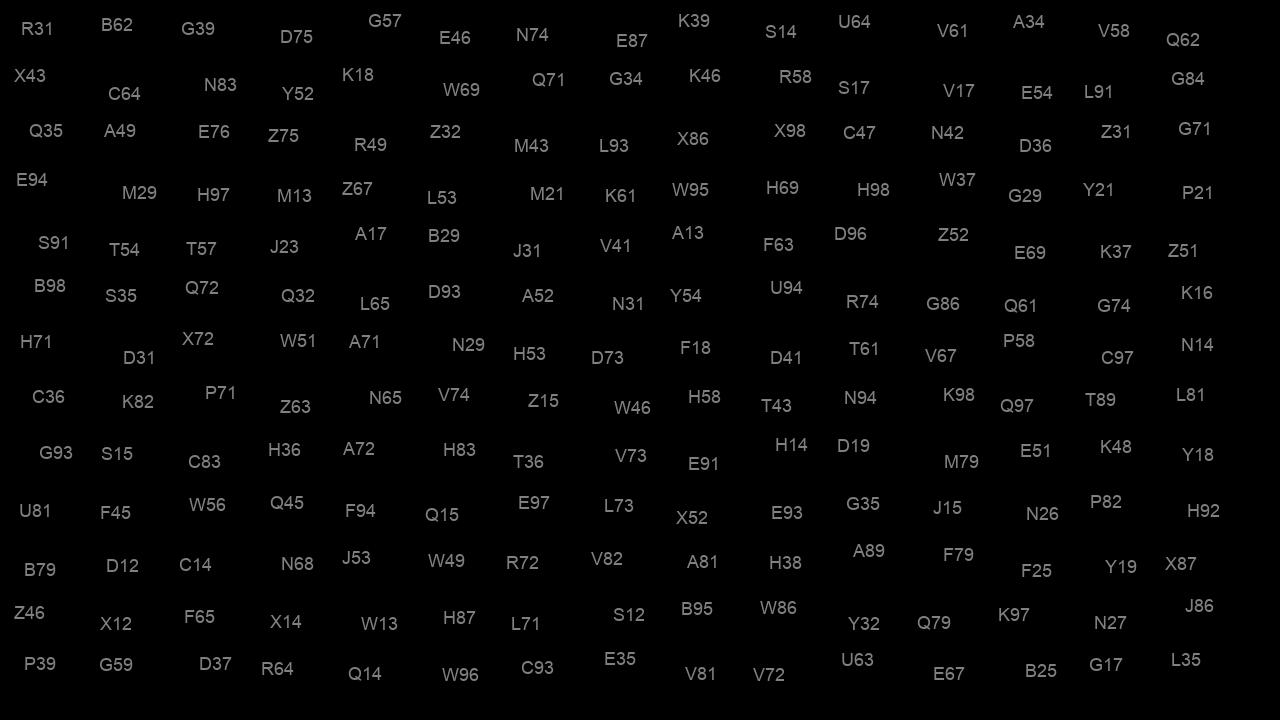 R31 B62 G39 D75 G57 E46 N74 E87 K39 S14 U64 V61 A34 V58 Q62
X43 C64 N83 Y52 K18 W69 Q71 G34 K46 R58 S17 V17 E54 L91 G84
Q35 A49 E76 Z75 R49 Z32 M43 L93 X86 X98 C47 N42 D36 Z31 G71
E94 M29 H97 M13 Z67 L53 M21 K61 W95 H69 H98 W37 G29 Y21 P21
S91 T54 T57 J23 A17 B29 J31 V41 A13 F63 D96 Z52 E69 K37 Z51
B98 S35 Q72 Q32 L65 D93 A52 N31 Y54 U94 R74 G86 Q61 G74 K16
H71 D31 X72 W51 A71 N29 H53 D73 F18 D41 T61 V67 P58 C97 N14
C36 K82 P71 Z63 N65 V74 Z15 W46 H58 T43 N94 K98 Q97 T89 L81
G93 S15 C83 H36 A72 H83 T36 V73 E91 H14 D19 M79 E51 K48 Y18
U81 F45 W56 Q45 F94 Q15 E97 L73 X52 E93 G35 J15 N26 P82 H92
B79 D12 C14 N68 J53 W49 R72 V82 A81 H38 A89 F79 F25 Y19 X87
Z46 X12 F65 X14 W13 H87 L71 S12 B95 W86 Y32 Q79 K97 N27 J86
P39 G59 D37 R64 Q14 W96 C93 E35 V81 V72 U63 E67 B25 G17 L35